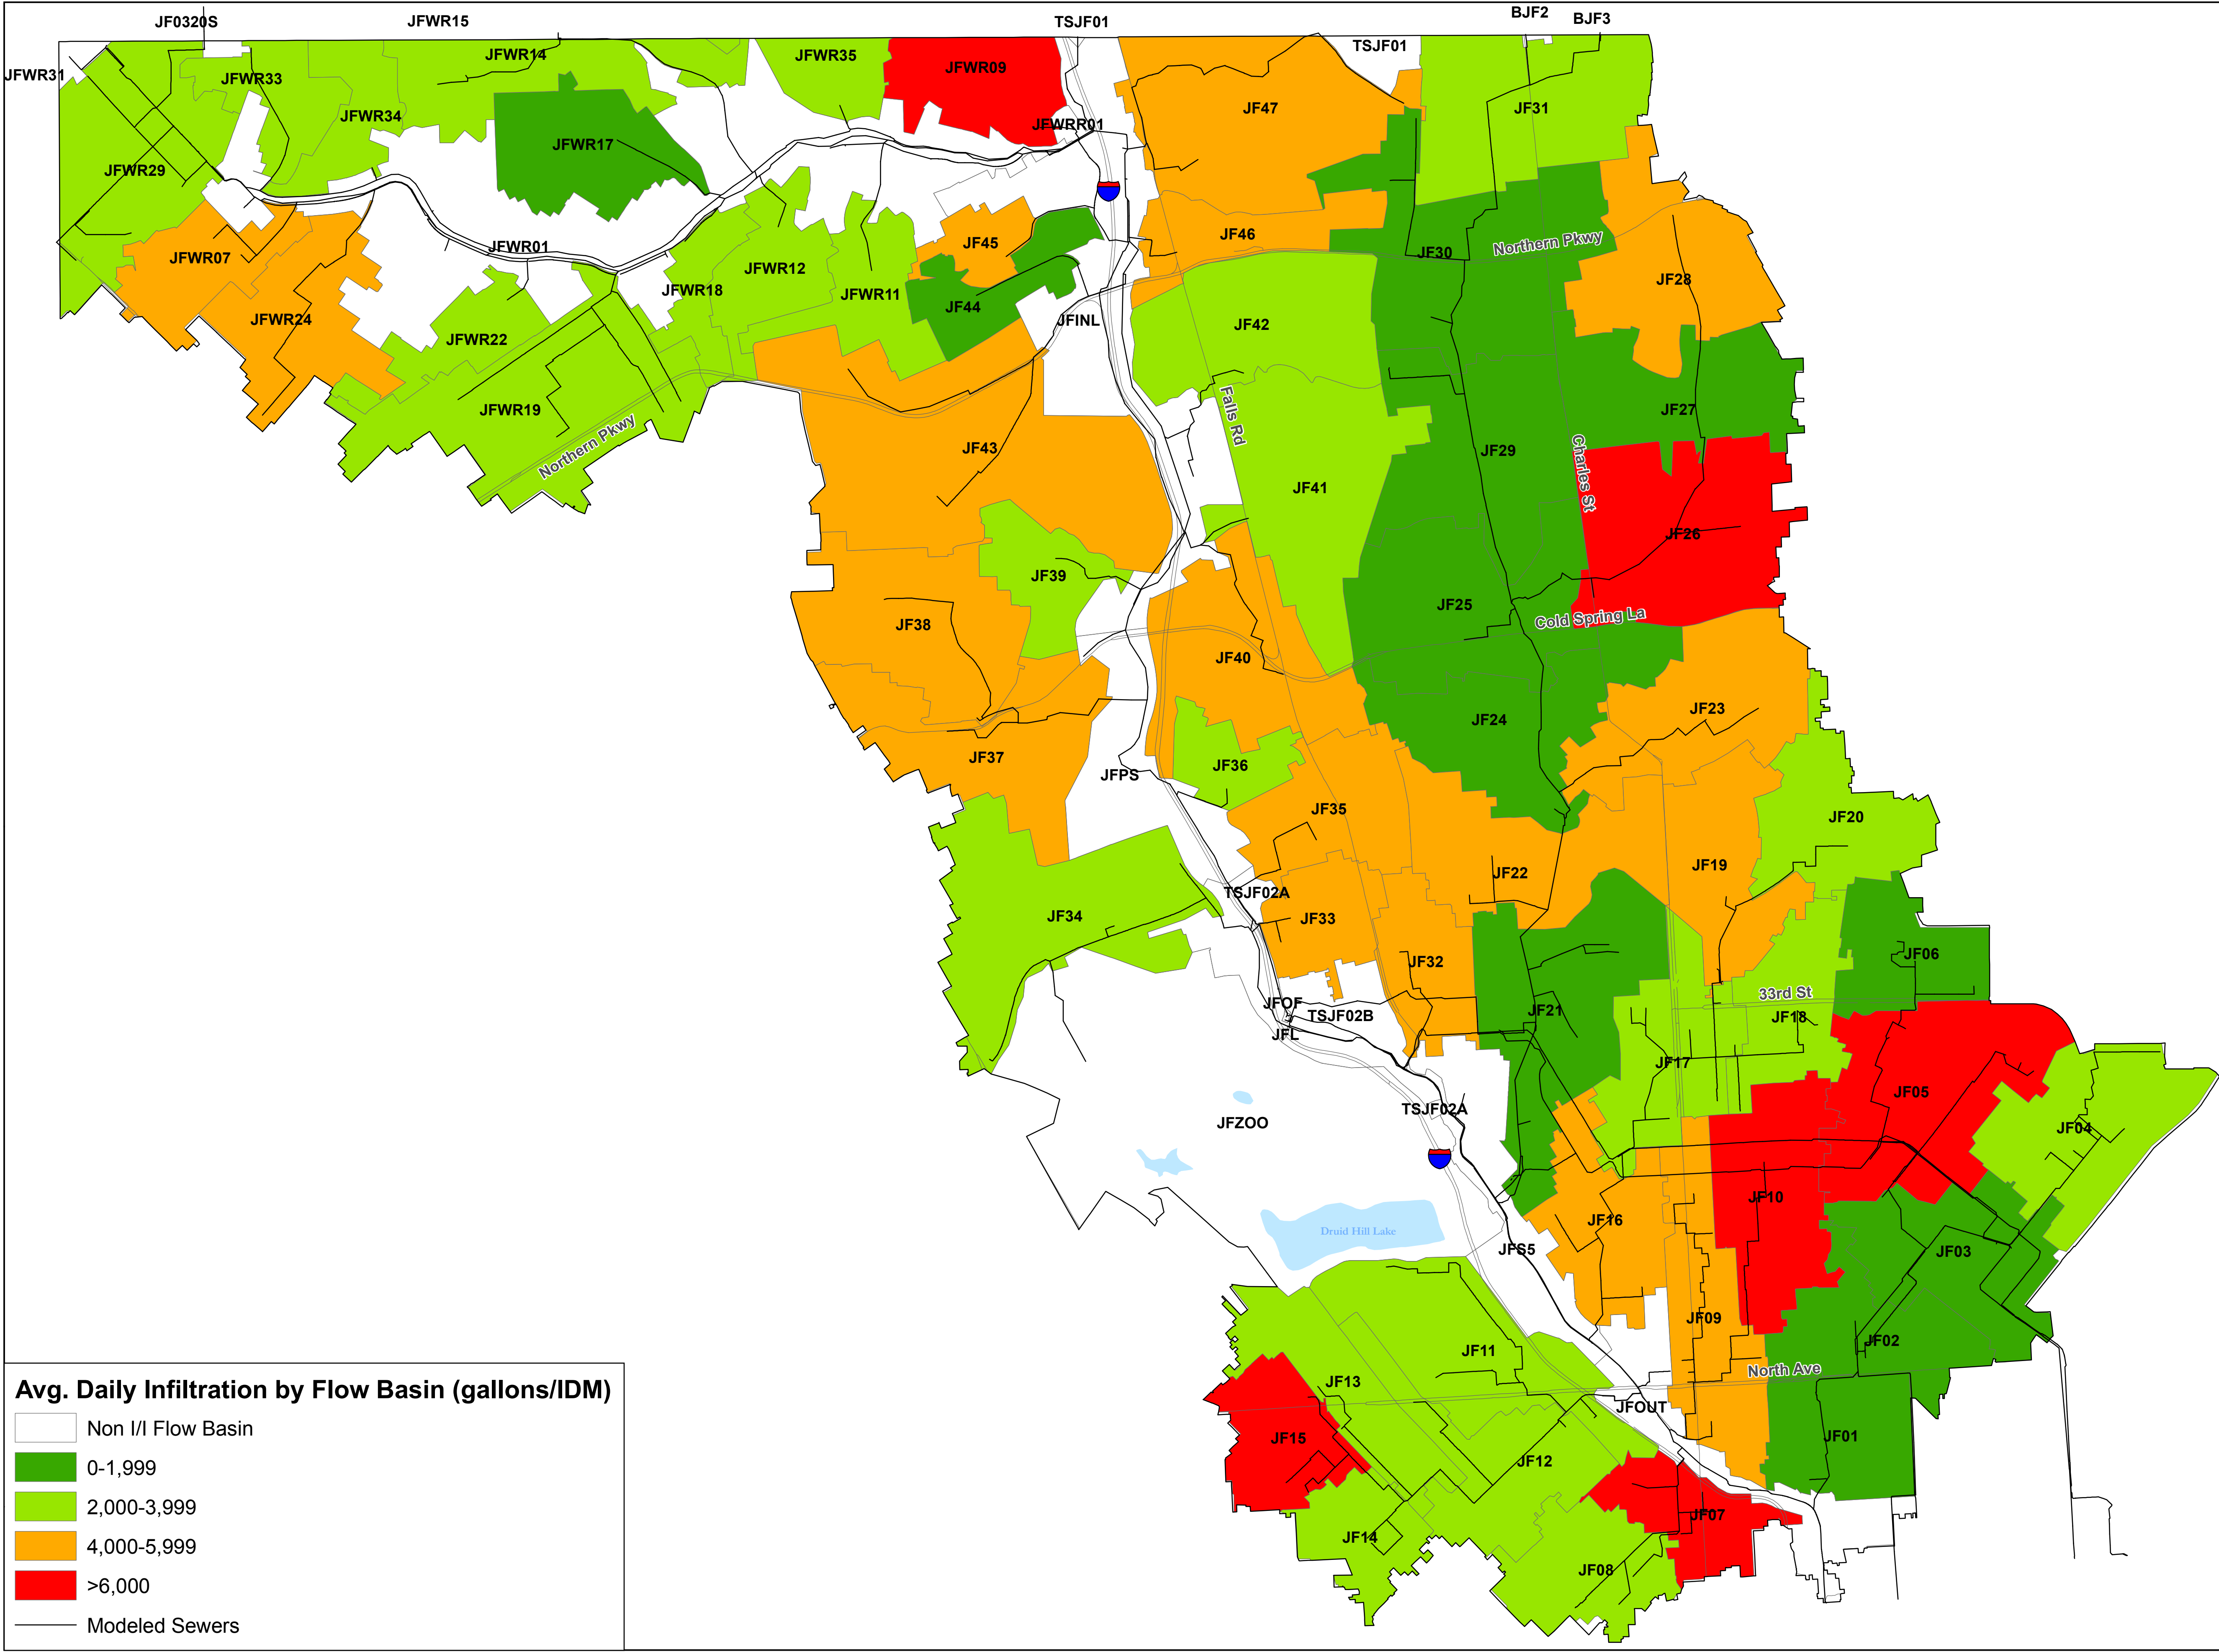 BJF2
BJF3
JF0320S
JFWR15
TSJF01
TSJF01
JFWR14
JFWR35
JFWR09
JFWR31
JFWR33
JFWR34
JF47
JF31
JFWRR01
JFWR17
JFWR29
JF46
JF45
Northern Pkwy
JFWR01
JF30
JFWR07
JFWR12
JF28
JFWR18
JFWR11
JF44
JFWR24
JFINL
JF42
JFWR22
JFWR19
Falls Rd
JF27
Northern Pkwy
JF43
JF29
Charles St
JF41
JF26
JF39
JF25
Cold Spring La
JF38
JF40
JF23
JF24
JF37
JF36
JFPS
JF35
JF20
JF19
JF22
TSJF02A
JF34
JF33
JF06
JF32
33rd St
JFOF
TSJF02B
JF21
JF18
JFL
JF17
JF05
TSJF02A
JFZOO
JF04
JF10
JF16
Druid Hill Lake
JFS5
JF03
JF09
JF02
JF11
North Ave
JF13
JFOUT
JF15
JF01
JF12
JF07
JF14
JF08
Avg. Daily Infiltration by Flow Basin (gallons/IDM)
Non I/I Flow Basin
0-1,999
2,000-3,999
4,000-5,999
>6,000
Modeled Sewers